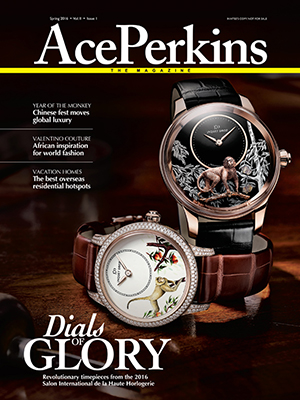 Spring 2016 • Vol 8 • Issue 1
AcePerkins
THE MAGAZINE
YEAR OF THE MONKEY
Chinese fest moves
global luxury
VALENTINO COUTURE
African inspiration
for world fashion
VACATION HOMES
The best overseas
residential hotspots
Dials
OF
GLORY
Revolutionary timepieces from the 2016
Salon International de la Haute Horlogerie